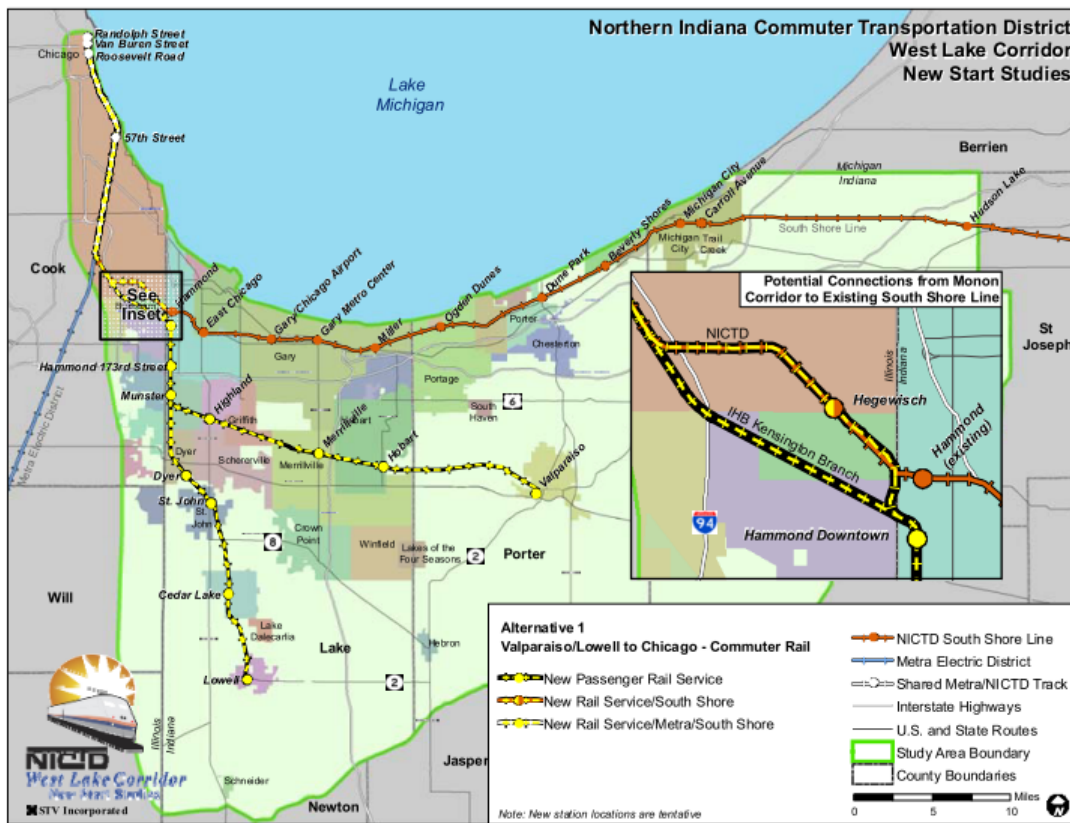 Northern Indiana Commuter Transportation District
West Lake Corridor
New Start Studies
Randolph Street
Van Buren Street
Chicago
Roosevelt Road
Lake
Michigan
57th Street
Berrien
Michigan
Indiana
Hudson Lake
Michigan City
Carroll Avenue
South Shore Line
Michigan
City
Trail
Creek
Beverly Shores
Dune Park
Ogden Dunes
Miller
Gary Metro Center
Gary/Chicago Airport
East Chicago
Hammond
Cook
See
Inset
Metra Electric District
Gary
Porter
Chesterton
Portage
South
Haven
6
St
Joseph
Hammond 173rd Street
Munster
Highland
Griffith
Merrillville
Hobart
Hobart
Dyer
Schererville
Merrillville
Valparaiso
Dyer
St. John
St.
John
Crown
Point
8
Winfield
Lakes of the
Four Seasons
2
Porter
Will
Cedar Lake
Lake
Dalecarlia
Hebron
Lake
Lowell
2
Illinois
Indiana
Schneider
Jasper
Newton
Potential Connections from Monon
Corridor to Existing South Shore Line
NICTD
Illinois
Indiana
Hegewisch
IHB Kensington Branch
Hammond
(existing)
94
Hammond Downtown
Alternative 1
Valparaiso/Lowell to Chicago - Commuter Rail
New Passenger Rail Service
New Rail Service/South Shore
New Rail Service/Metra/South Shore
Note: New station locations are tentative
NICTD South Shore Line
Metra Electric District
Shared Metra/NICTD Track
Interstate Highways
U.S. and State Routes
Study Area Boundary
County Boundaries
Miles
0 5 10
NICTD
West Lake Corridor
New Start Studies
STV Incorporated